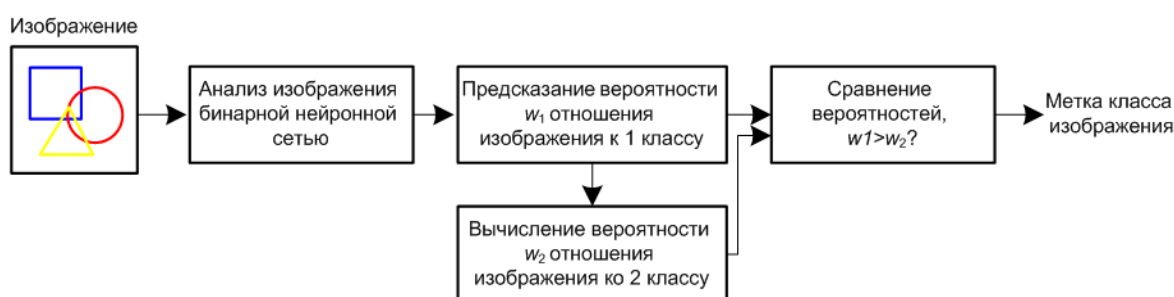 Изображение
Анализ изображения
бинарной нейронной
сетью
Предсказание вероятности
w₁ отношения
изображения к 1 классу
Вычисление вероятности
w₂ отношения
изображения ко 2 классу
Сравнение
вероятностей,
w1>w₂?
Метка класса
изображения